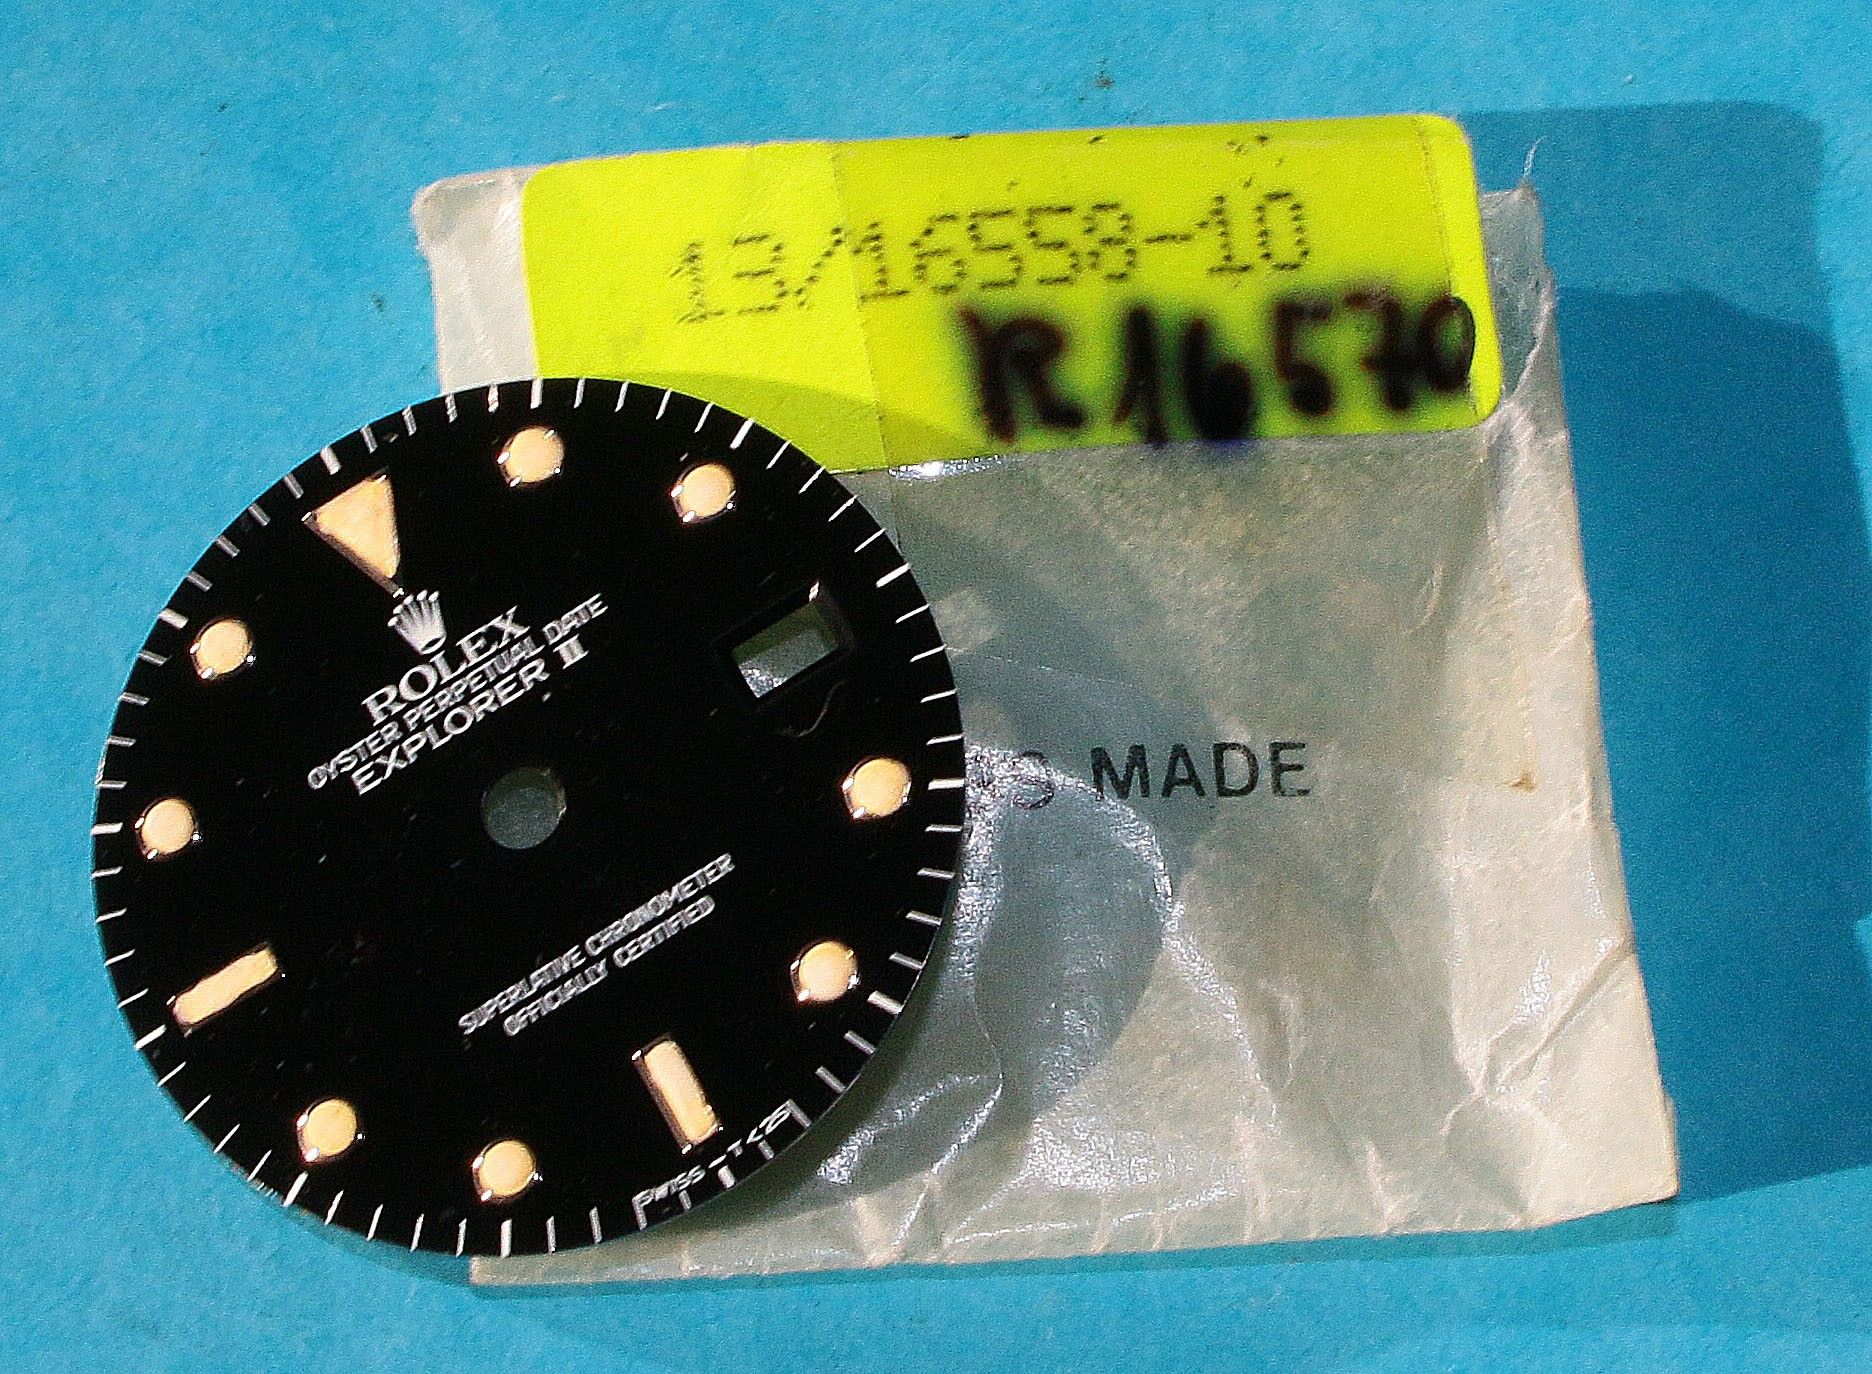 13/16558-10
R16570
ROLEX
OYSTER PERPETUAL DATE
EXPLORER II
SUPERLATIVE CHRONOMETER
OFFICIALLY CERTIFIED
SWISS - T<25
MADE